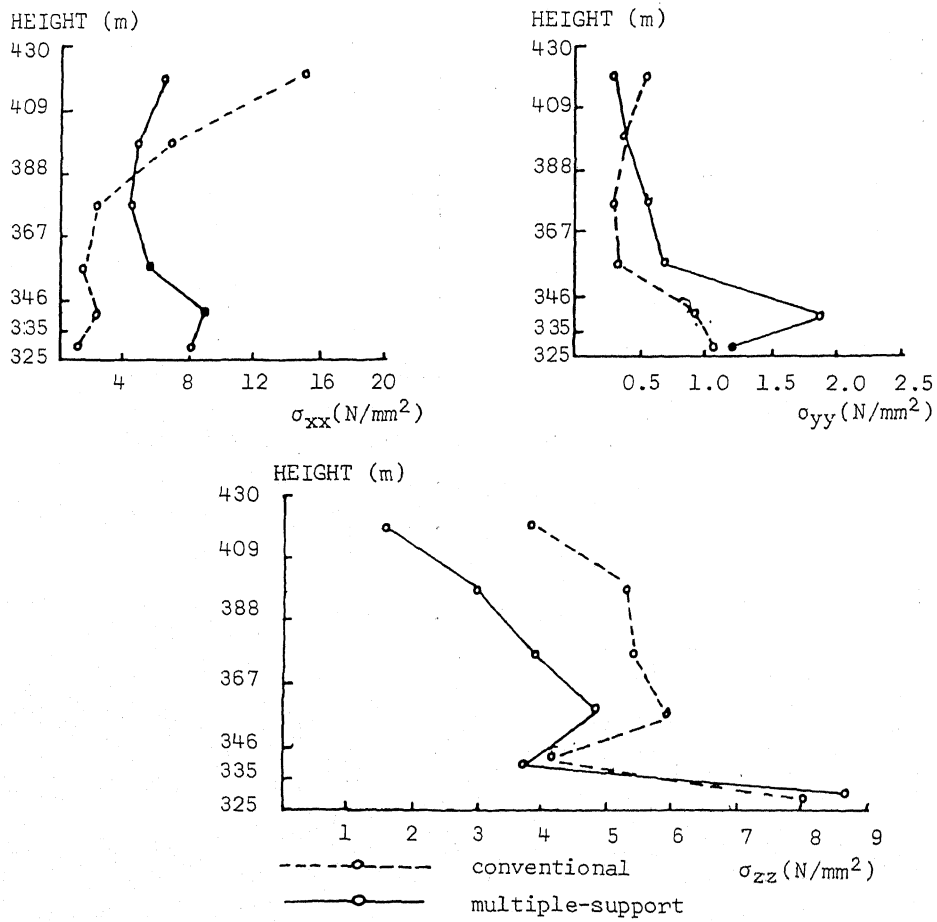 HEIGHT (m)
430
409
388
367
346
335
325
4 8 12 16 20
σxx(N/mm²)
HEIGHT (m)
430
409
388
367
346
335
325
0.5 1.0 1.5 2.0 2.5
σyy(N/mm²)
HEIGHT (m)
430
409
388
367
346
335
325
1 2 3 4 5 6 7 8 9
σzz(N/mm²)
conventional
multiple-support